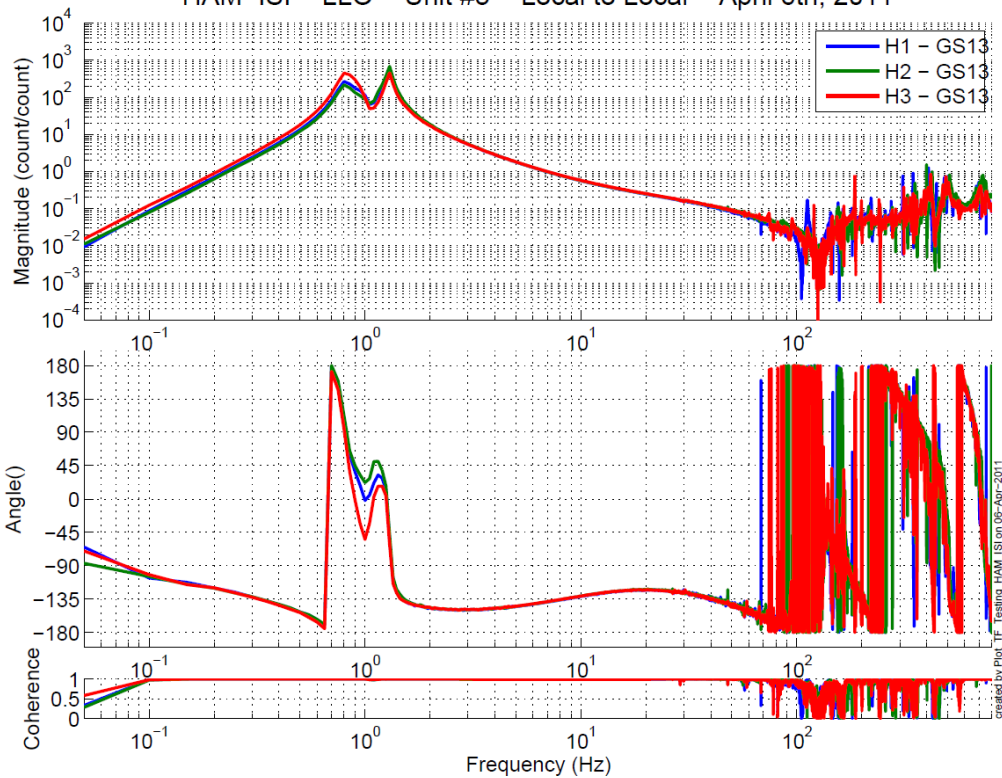 10^4
H1 − GS13
H2 − GS13
H3 − GS13
10^3
10^2
10^1
10^0
10^-1
10^-2
10^-3
10^-4
Magnitude (count/count)
10^-1 10^0 10^1 10^2
180
135
90
45
0
−45
−90
−135
−180
Angle()
10^-1 10^0 10^1 10^2
1
0.5
0
Coherence
10^-1 10^0 10^1 10^2
Frequency (Hz)
created by Plot_TF_Testing_HAM_ISI on 06−Apr−2011